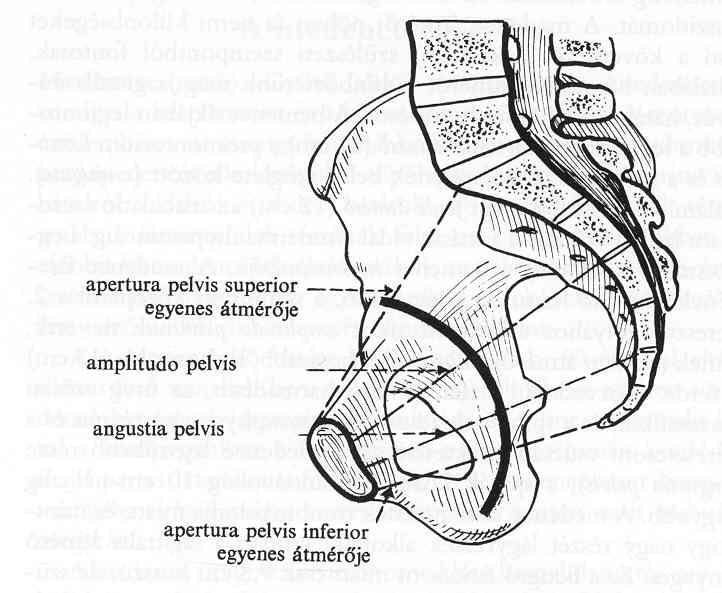 apertura pelvis superior
egyenes átmérője
amplitudo pelvis
angustia pelvis
apertura pelvis inferior
egyenes átmérője